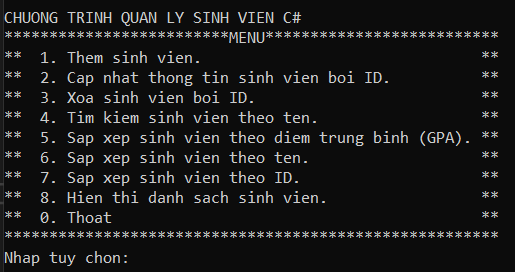 CHUONG TRINH QUAN LY SINH VIEN C#
*************************MENU**************************
**  1. Them sinh vien.                               **
**  2. Cap nhat thong tin sinh vien boi ID.          **
**  3. Xoa sinh vien boi ID.                         **
**  4. Tim kiem sinh vien theo ten.                  **
**  5. Sap xep sinh vien theo diem trung binh (GPA). **
**  6. Sap xep sinh vien theo ten.                   **
**  7. Sap xep sinh vien theo ID.                    **
**  8. Hien thi danh sach sinh vien.                 **
**  0. Thoat                                         **
*******************************************************
Nhap tuy chon: